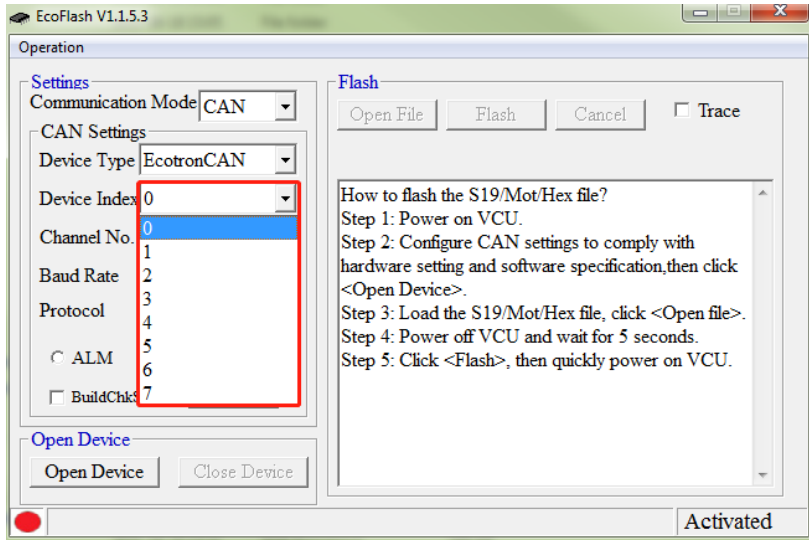 EcoFlash V1.1.5.3
Operation
Settings
Communication Mode CAN
CAN Settings
Device Type EcotronCAN
Device Index 0
0
Channel No.
1
Baud Rate 2
3
Protocol
4
5
ALM
6
7
Open Device
Open Device Close Device
Flash
Open File Flash Cancel Trace
How to flash the S19/Mot/Hex file?
Step 1: Power on VCU.
Step 2: Configure CAN settings to comply with
hardware setting and software specification,then click
<Open Device>.
Step 3: Load the S19/Mot/Hex file, click <Open file>.
Step 4: Power off VCU and wait for 5 seconds.
Step 5: Click <Flash>, then quickly power on VCU.
Activated